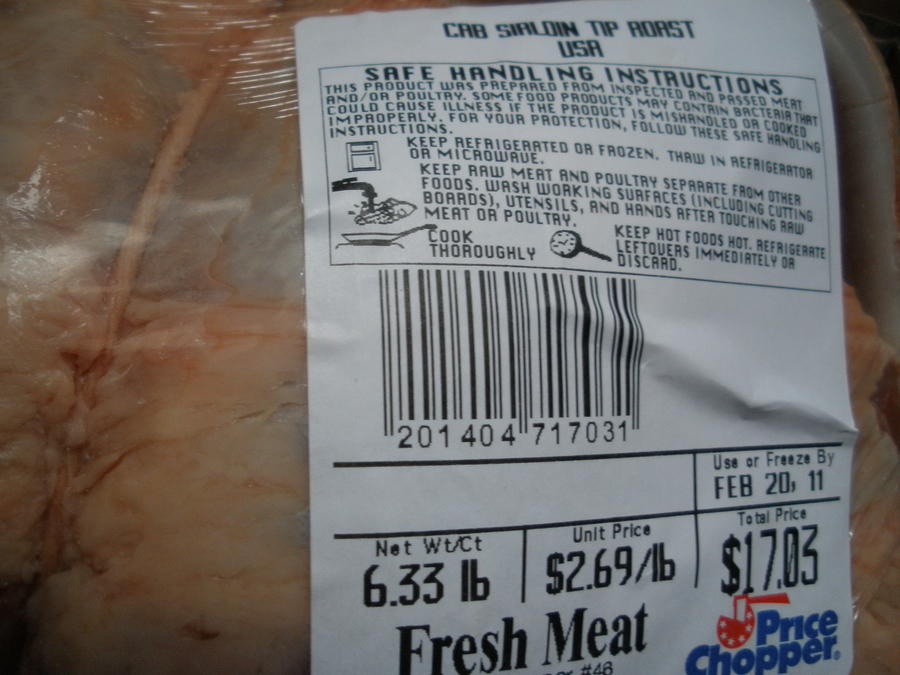 CAB SIRLOIN TIP ROAST
USA
SAFE HANDLING INSTRUCTIONS
THIS PRODUCT WAS PREPARED FROM INSPECTED AND PASSED MEAT
AND/OR POULTRY. SOME FOOD PRODUCTS MAY CONTAIN BACTERIA THAT
COULD CAUSE ILLNESS IF THE PRODUCT IS MISHANDLED OR COOKED
IMPROPERLY. FOR YOUR PROTECTION, FOLLOW THESE SAFE HANDLING
INSTRUCTIONS.
KEEP REFRIGERATED OR FROZEN. THAW IN REFRIGERATOR
OR MICROWAVE.
KEEP RAW MEAT AND POULTRY SEPARATE FROM OTHER
FOODS. WASH WORKING SURFACES (INCLUDING CUTTING
BOARDS), UTENSILS, AND HANDS AFTER TOUCHING RAW
MEAT OR POULTRY.
COOK
THOROUGHLY
KEEP HOT FOODS HOT. REFRIGERATE
LEFTOVERS IMMEDIATELY OR
DISCARD.
201404 717031
Use or Freeze By
FEB 20, 11
Net Wt/Ct
6.33 lb
Unit Price
$2.69/lb
Total Price
$17.03
Fresh Meat
#48
Price
Chopper®